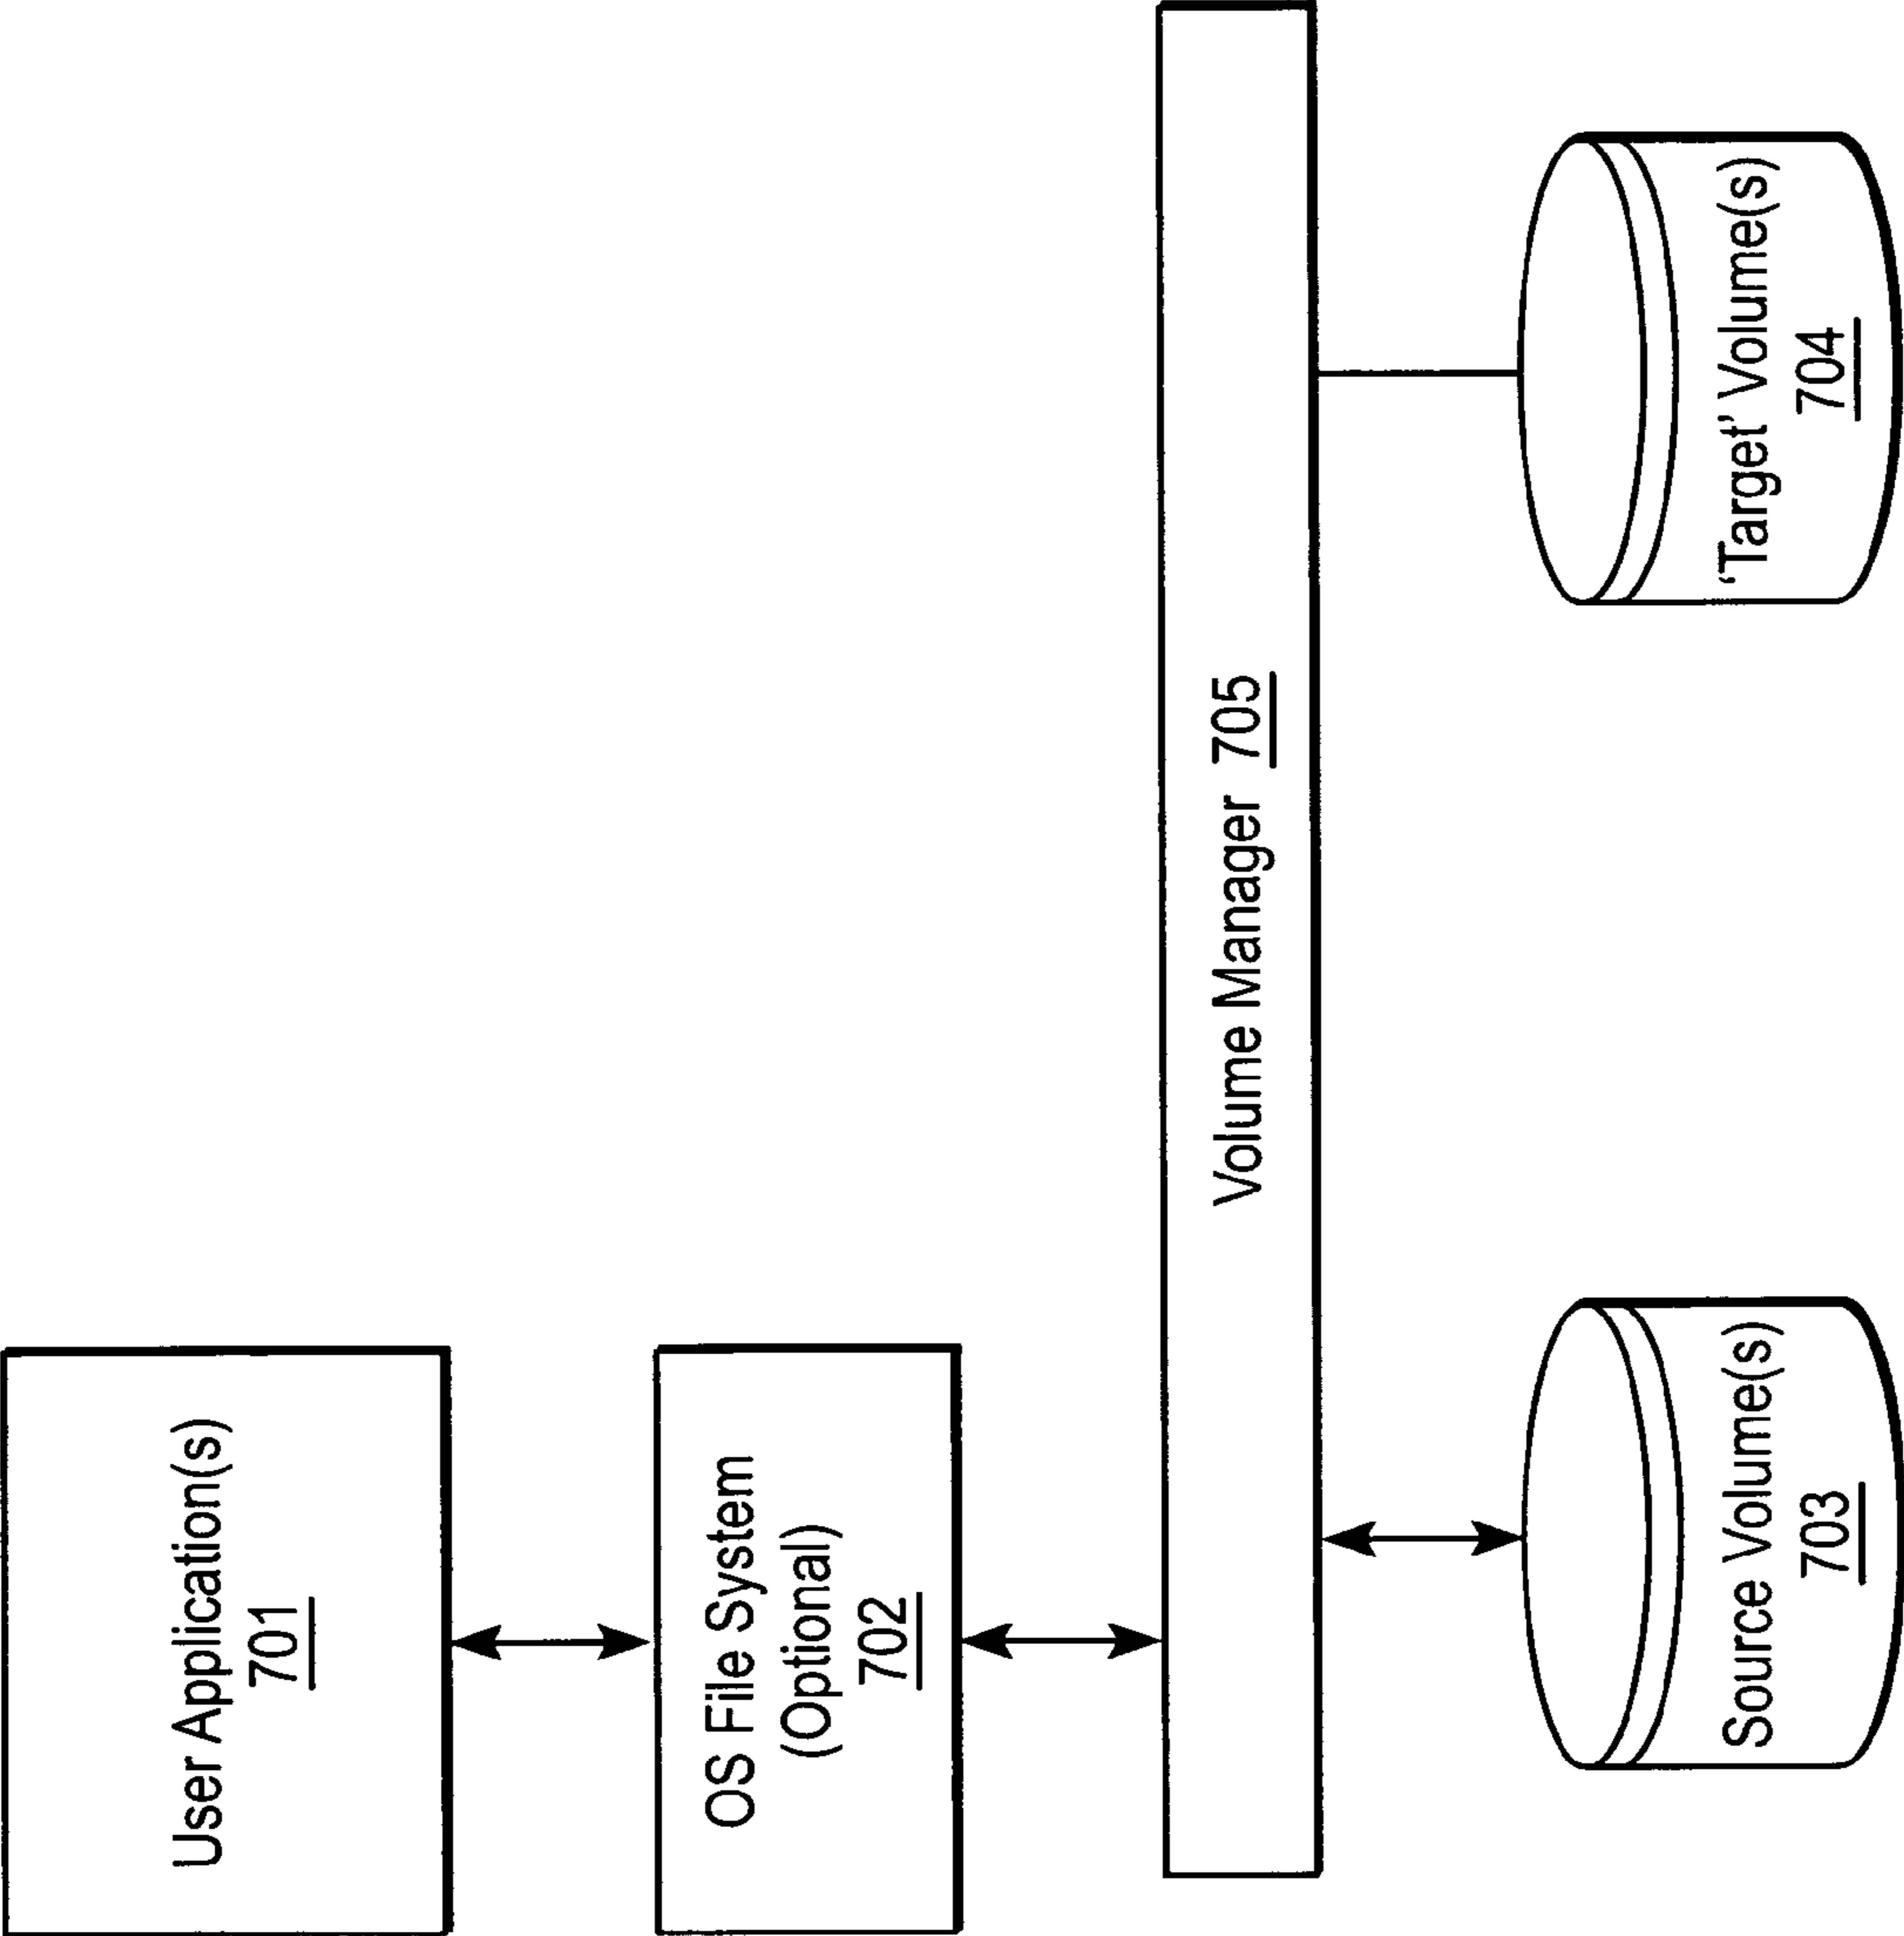 User Application(s)
701
OS File System
(Optional)
702
Volume Manager 705
Source Volume(s)
703
‘Target’ Volume(s)
704